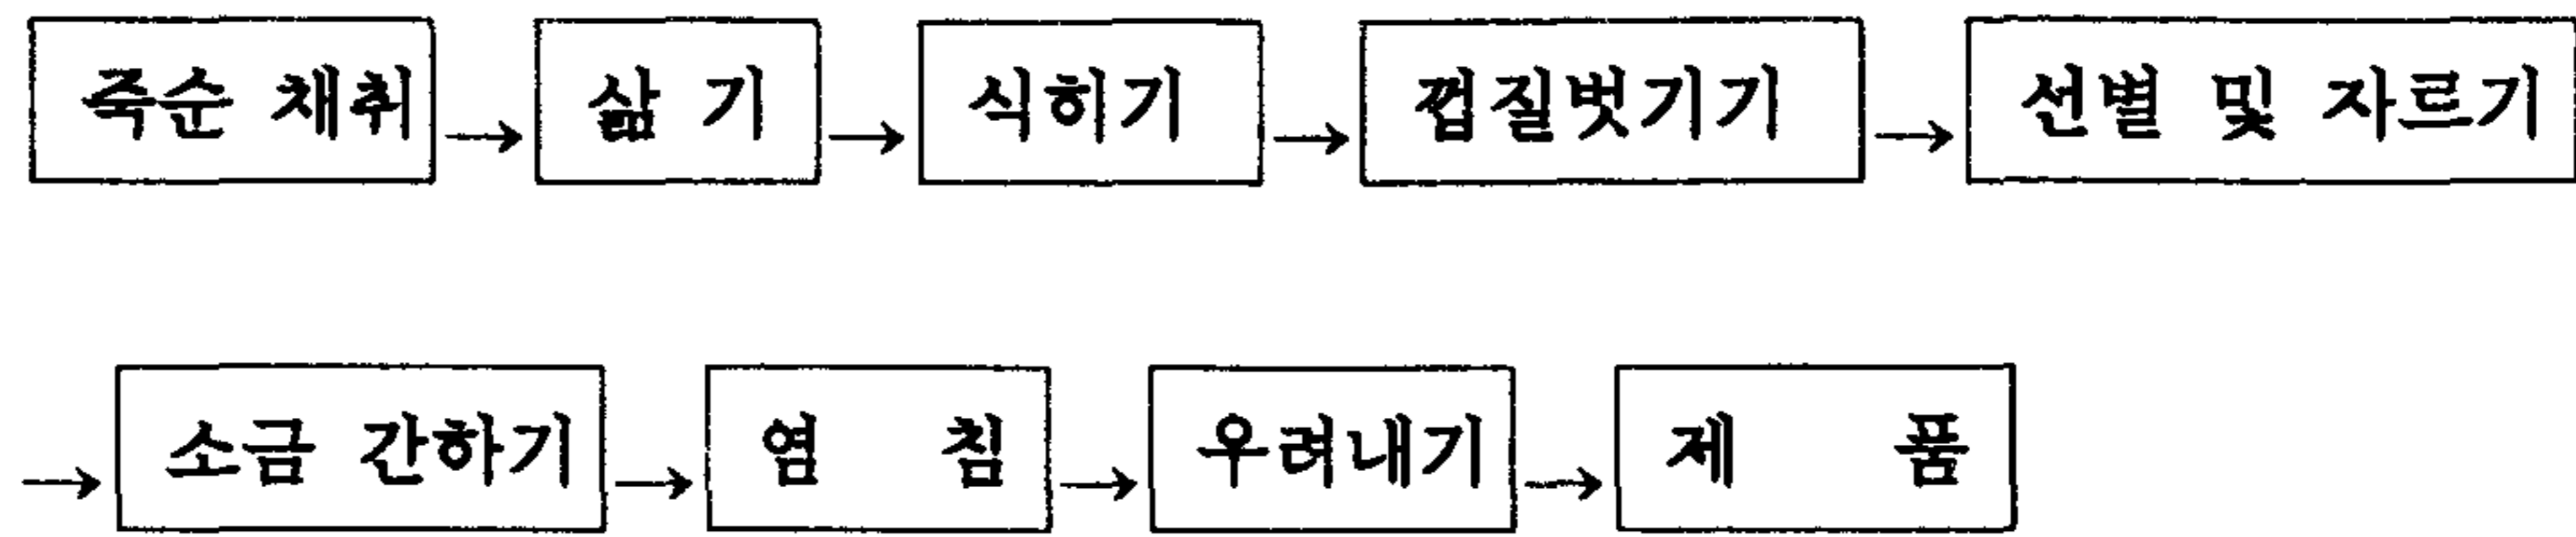 죽순 채취 → 삶 기 → 식히기 → 껍질벗기기 → 선별 및 자르기
→ 소금 간하기 → 염 침 → 우려내기 → 제 품